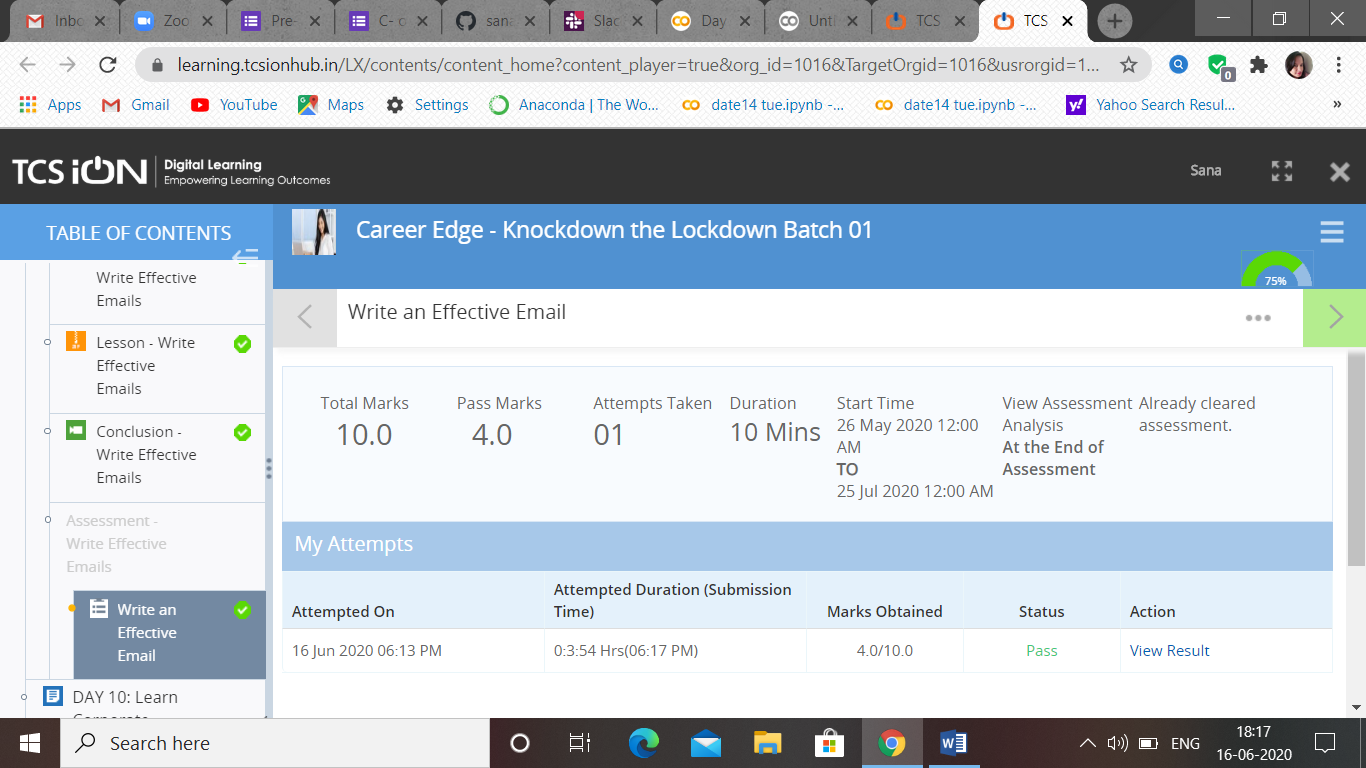 Inbo
Zoo
Pre-
C- o
sana
Slac
Day
Unti
TCS
TCS
learning.tcsionhub.in/LX/contents/content_home?content_player=true&org_id=1016&TargetOrgid=1016&usrorgid=1...
0
Apps
Gmail
YouTube
Maps
Settings
Anaconda | The Wo...
date14 tue.ipynb -...
date14 tue.ipynb -...
Yahoo Search Resul...
»
TCS iON
Digital Learning
Empowering Learning Outcomes
Sana
TABLE OF CONTENTS
Career Edge - Knockdown the Lockdown Batch 01
75%
Write Effective
Emails
Lesson - Write
Effective
Emails
Conclusion -
Write Effective
Emails
Assessment -
Write Effective
Emails
Write an
Effective
Email
DAY 10: Learn
Corporate
Write an Effective Email
Total Marks
10.0
Pass Marks
4.0
Attempts Taken
01
Duration
10 Mins
Start Time
26 May 2020 12:00
AM
TO
25 Jul 2020 12:00 AM
View Assessment
Analysis
At the End of
Assessment
Already cleared
assessment.
My Attempts
Attempted On
Attempted Duration (Submission
Time)
Marks Obtained
Status
Action
16 Jun 2020 06:13 PM
0:3:54 Hrs(06:17 PM)
4.0/10.0
Pass
View Result
Search here
ENG
18:17
16-06-2020